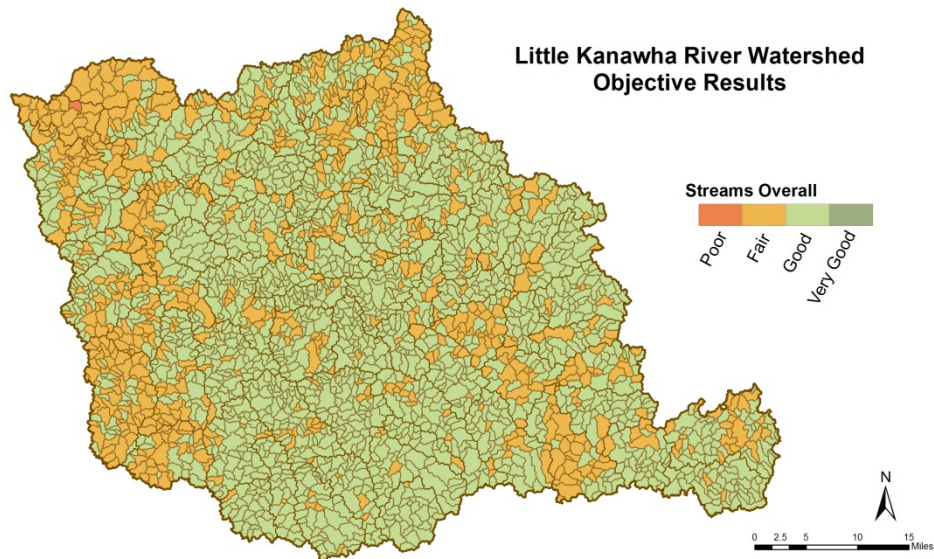 Little Kanawha River Watershed
Objective Results
Streams Overall
Poor
Fair
Good
Very Good
N
0 2.5 5 10 15
Miles